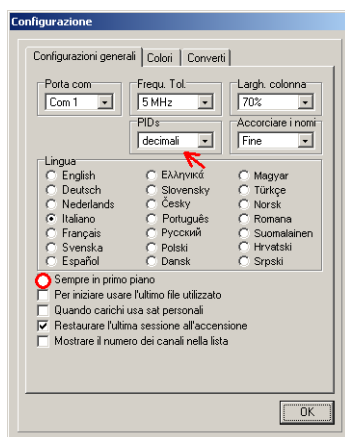 Configurazione
Configurazioni generali Colori Converti
Porta com Frequ. Tol. Largh. colonna
Com 1 5 MHz 70%
PIDs Accorciare i nomi
decimali Fine
Lingua
English Ελληνικά Magyar
Deutsch Slovensky Türkçe
Nederlands Česky Norsk
Italiano Português Romana
Français Русский Suomalainen
Svenska Polski Hrvatski
Español Dansk Srpski
Sempre in primo piano
Per iniziare usare l'ultimo file utilizzato
Quando carichi usa sat personali
Restaurare l'ultima sessione all'accensione
Mostrare il numero dei canali nella lista
OK